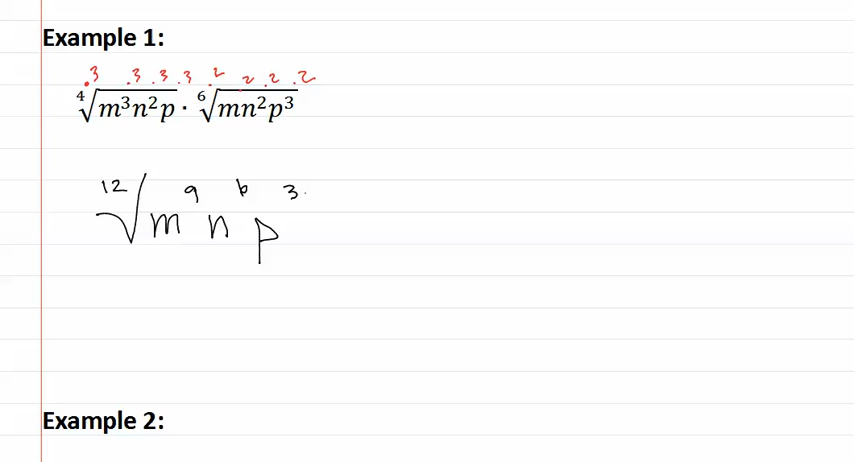 Example 1:
.3 .3 .3 .3 .2 2 .2 .2
⁴√m³n²p · ⁶√mn²p³
12 9 6 3.
√m n p
Example 2: